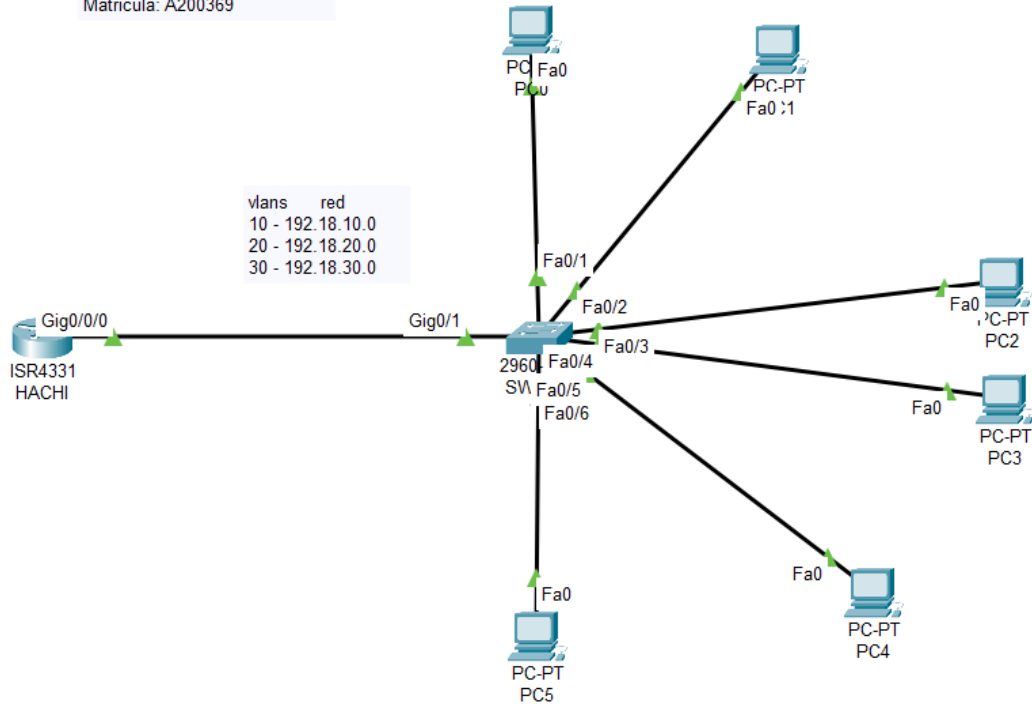 Matricula: A200369
Fa0
PC-PT
Fa0
vlans red
10 - 192.18.10.0
20 - 192.18.20.0
30 - 192.18.30.0
Fa0/1
Fa0/2
Fa0
PC-PT
PC2
Gig0/0/0
Gig0/1
Fa0/3
ISR4331
HACHI
2960
Fa0/4
Fa0/5
Fa0/6
Fa0
PC-PT
PC3
Fa0
PC-PT
PC4
Fa0
PC-PT
PC5